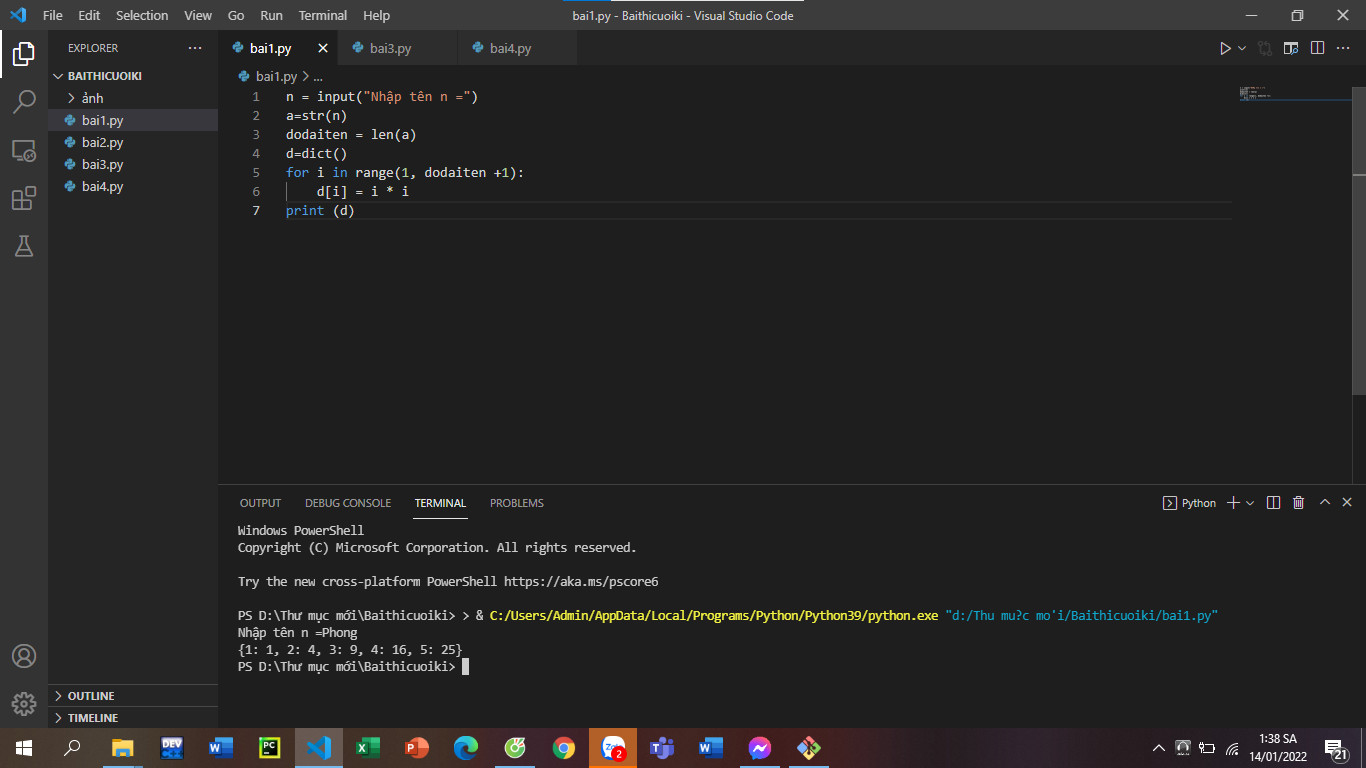 File Edit Selection View Go Run Terminal Help
bai1.py - Baithicuoiki - Visual Studio Code
EXPLORER
BAITHICUOIKI
ảnh
bai1.py
bai2.py
bai3.py
bai4.py
OUTLINE
TIMELINE
bai1.py bai3.py bai4.py
bai1.py > ...
1 n = input("Nhập tên n =")
2 a=str(n)
3 dodaiten = len(a)
4 d=dict()
5 for i in range(1, dodaiten +1):
6 d[i] = i * i
7 print (d)
OUTPUT DEBUG CONSOLE TERMINAL PROBLEMS
Python
Windows PowerShell
Copyright (C) Microsoft Corporation. All rights reserved.
Try the new cross-platform PowerShell https://aka.ms/pscore6
PS D:\Thư mục mới\Baithicuoiki> > & C:/Users/Admin/AppData/Local/Programs/Python/Python39/python.exe "d:/Thu mu?c mo'i/Baithicuoiki/bai1.py"
Nhập tên n =Phong
{1: 1, 2: 4, 3: 9, 4: 16, 5: 25}
PS D:\Thư mục mới\Baithicuoiki>
DEV
W
PC
X
P
Zalo
2
T
W
1:38 SA
14/01/2022
21